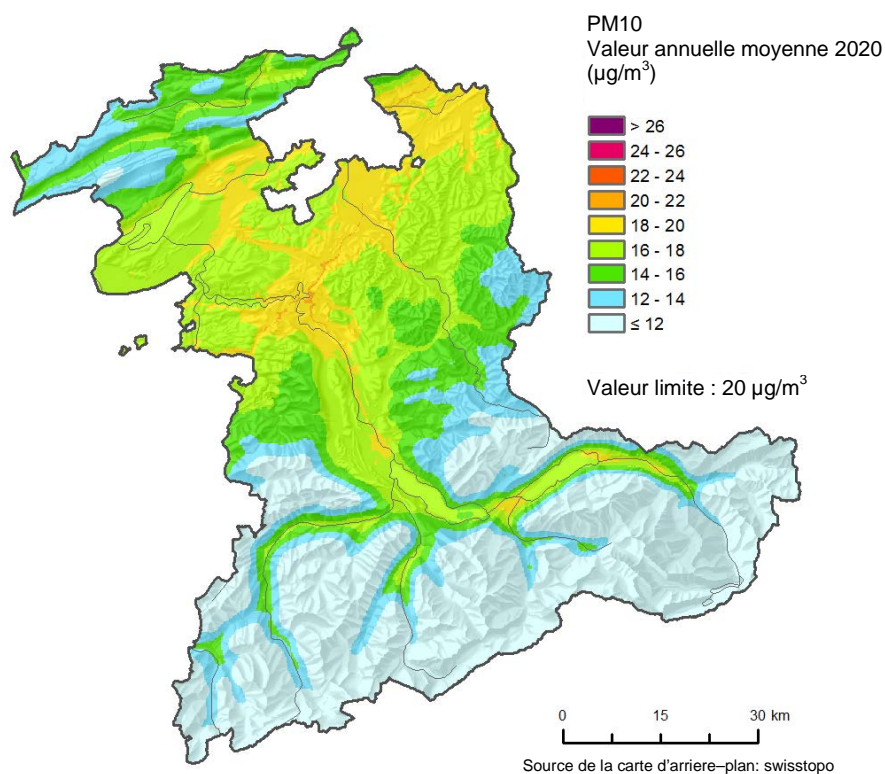 PM10
Valeur annuelle moyenne 2020
(µg/m³)
> 26
24 - 26
22 - 24
20 - 22
18 - 20
16 - 18
14 - 16
12 - 14
≤ 12
Valeur limite : 20 µg/m³
0 15 30 km
Source de la carte d'arriere–plan: swisstopo